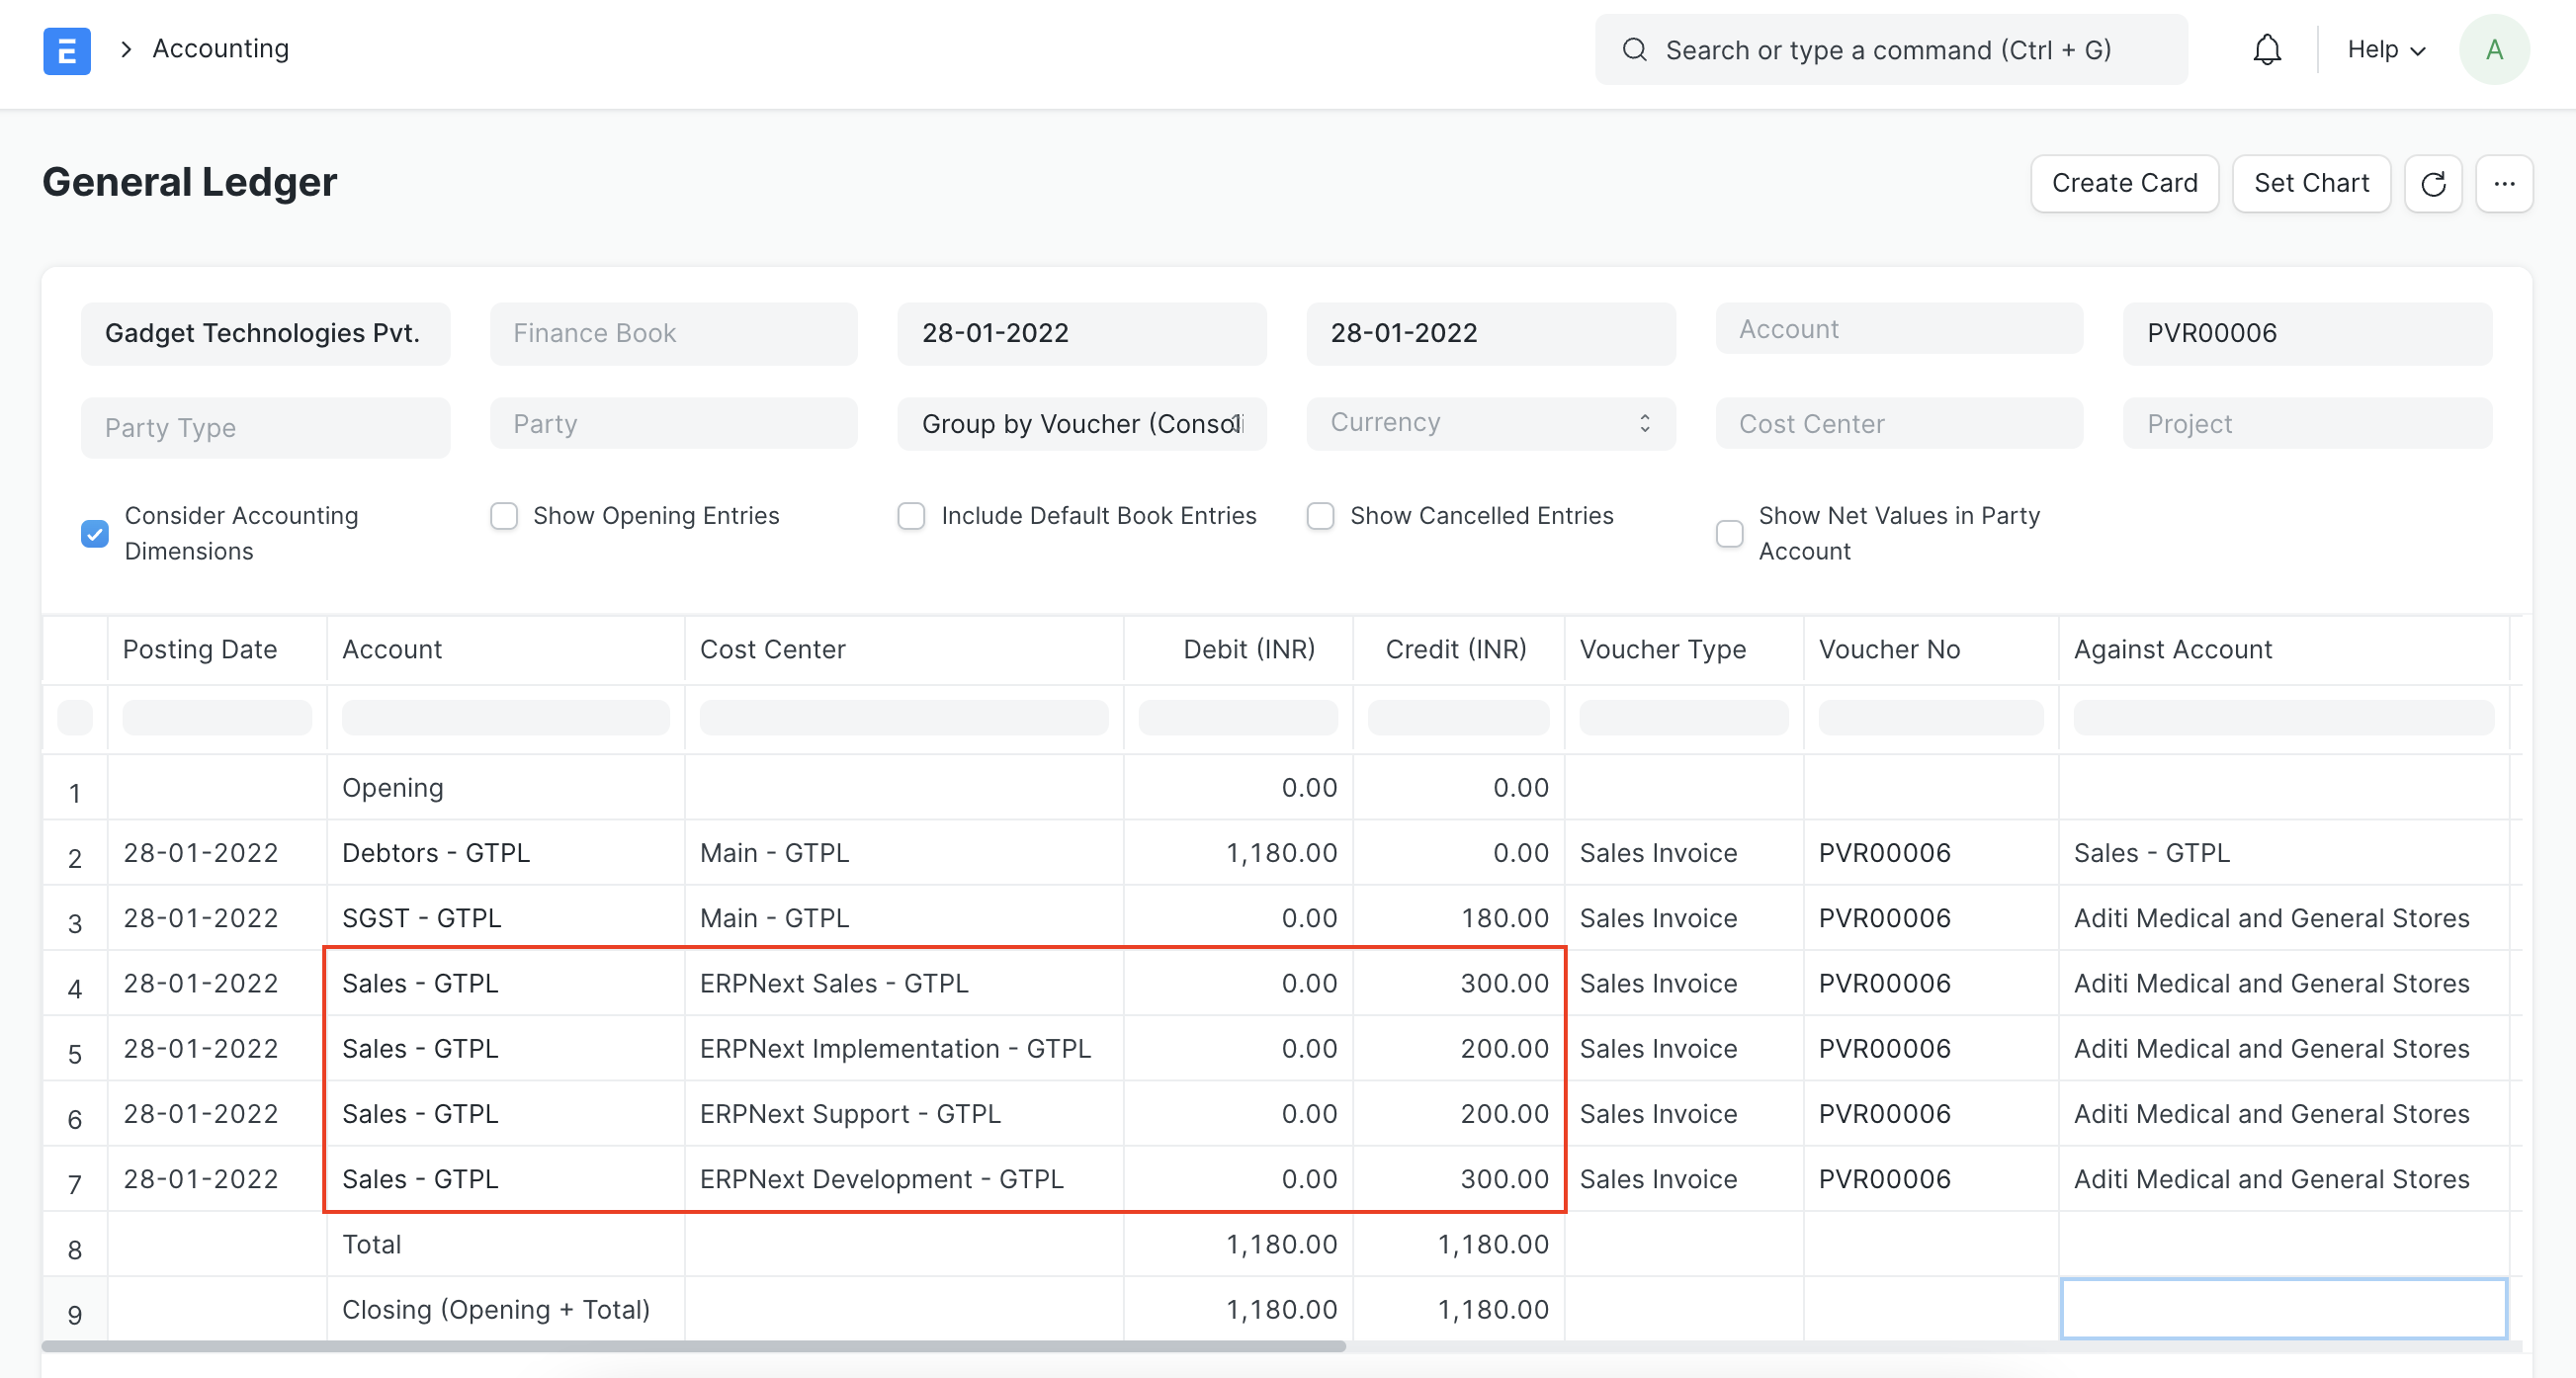 E
Accounting
Search or type a command (Ctrl + G)
Help
A
General Ledger
Create Card
Set Chart
...
Gadget Technologies Pvt.
Finance Book
28-01-2022
28-01-2022
Account
PVR00006
Party Type
Party
Group by Voucher (Consoli
Currency
Cost Center
Project
Consider Accounting
Dimensions
Show Opening Entries
Include Default Book Entries
Show Cancelled Entries
Show Net Values in Party
Account
Posting Date Account Cost Center Debit (INR) Credit (INR) Voucher Type Voucher No Against Account
1 Opening 0.00 0.00
2 28-01-2022 Debtors - GTPL Main - GTPL 1,180.00 0.00 Sales Invoice PVR00006 Sales - GTPL
3 28-01-2022 SGST - GTPL Main - GTPL 0.00 180.00 Sales Invoice PVR00006 Aditi Medical and General Stores
4 28-01-2022 Sales - GTPL ERPNext Sales - GTPL 0.00 300.00 Sales Invoice PVR00006 Aditi Medical and General Stores
5 28-01-2022 Sales - GTPL ERPNext Implementation - GTPL 0.00 200.00 Sales Invoice PVR00006 Aditi Medical and General Stores
6 28-01-2022 Sales - GTPL ERPNext Support - GTPL 0.00 200.00 Sales Invoice PVR00006 Aditi Medical and General Stores
7 28-01-2022 Sales - GTPL ERPNext Development - GTPL 0.00 300.00 Sales Invoice PVR00006 Aditi Medical and General Stores
8 Total 1,180.00 1,180.00
9 Closing (Opening + Total) 1,180.00 1,180.00